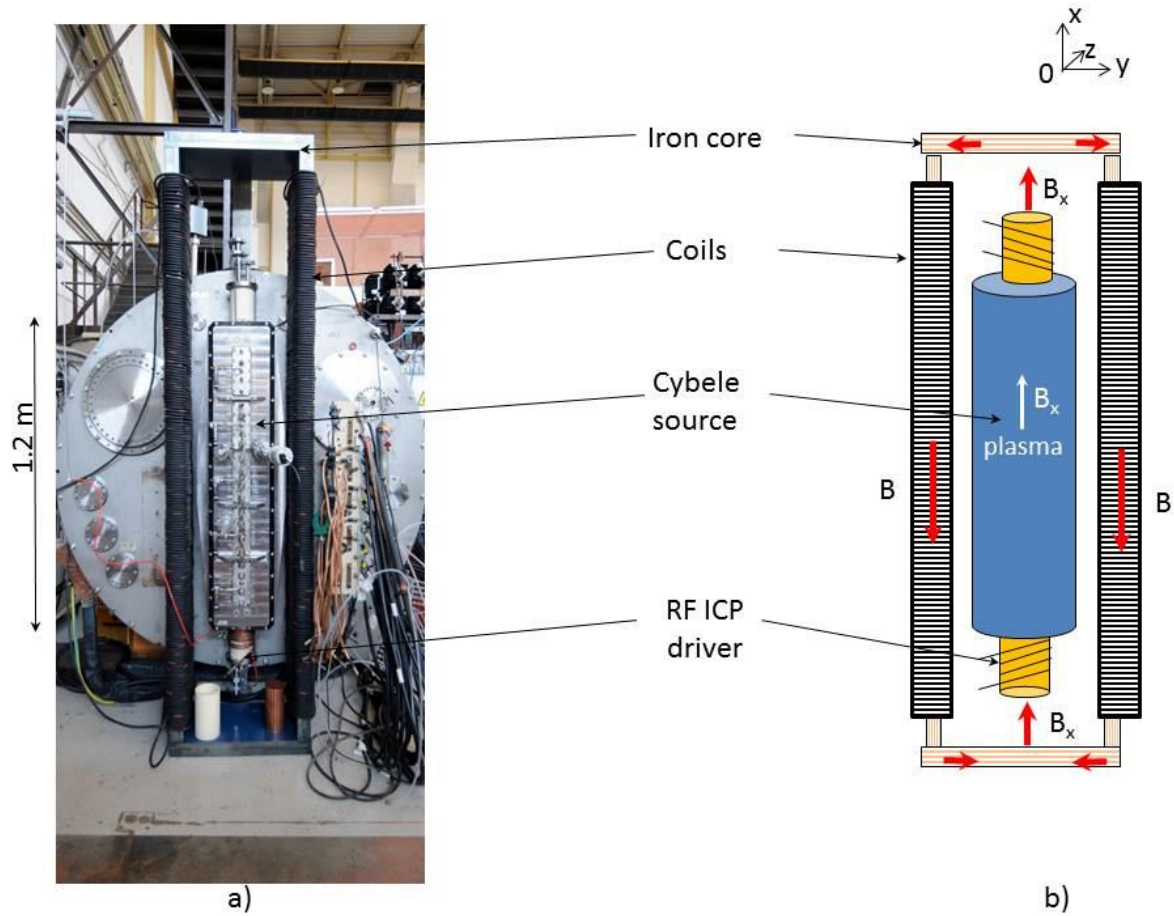 x
z
0
y
Iron core
B_x
Coils
1.2 m
Cybele
source
B_x
plasma
B
B
RF ICP
driver
B_x
a)
b)